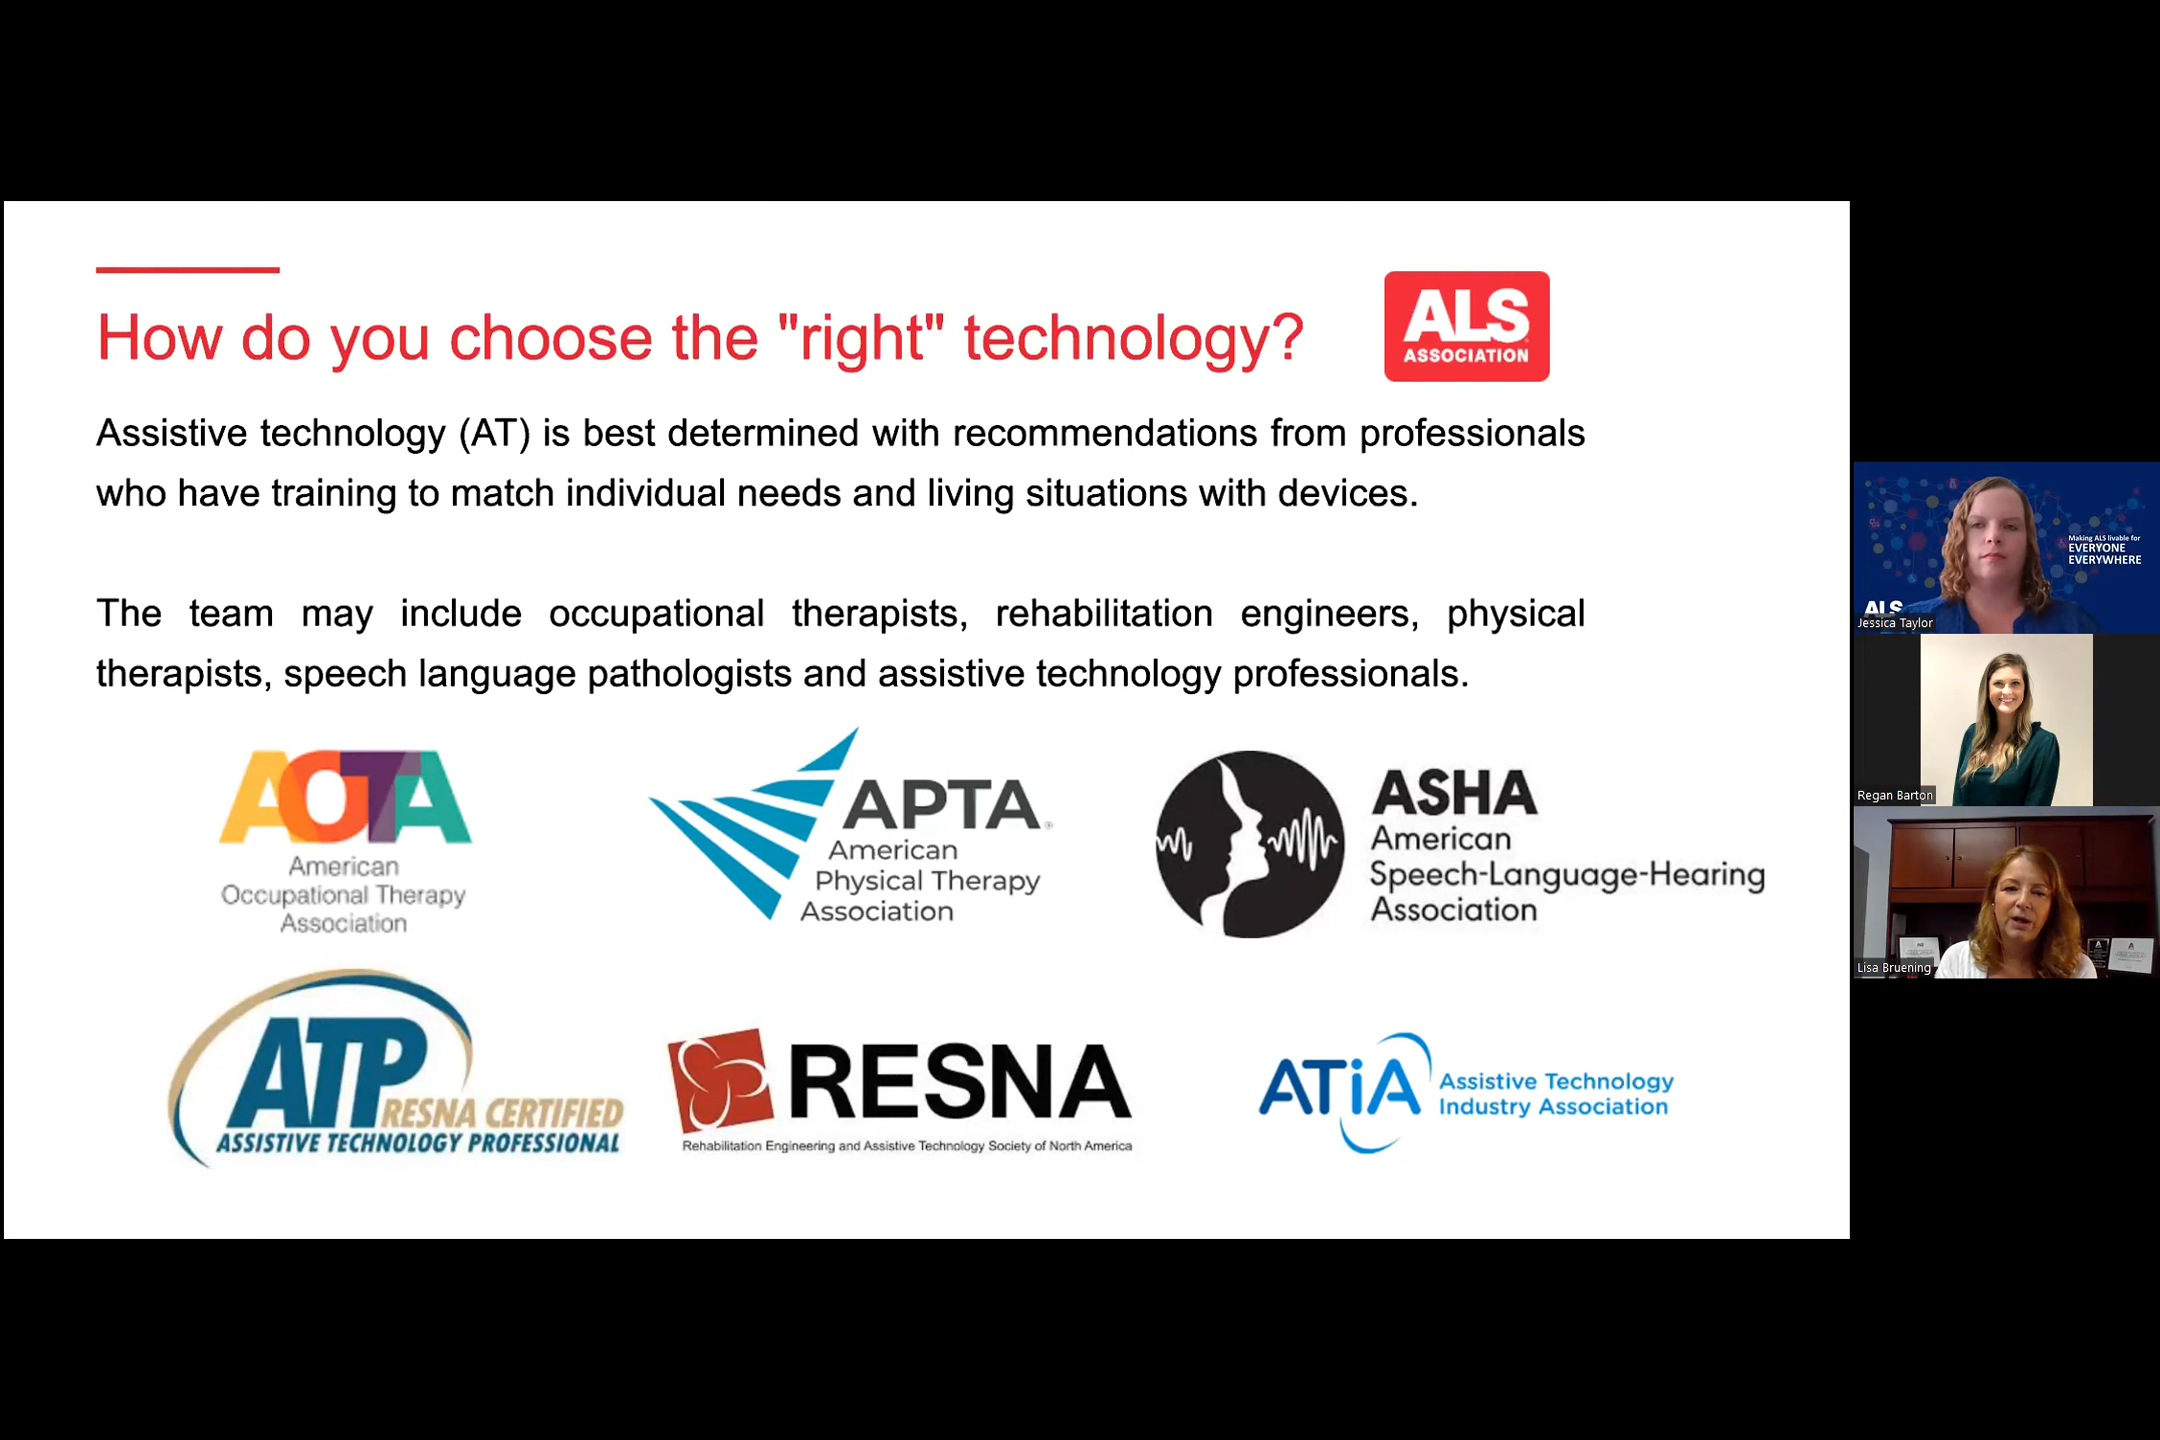 How do you choose the "right" technology?
ALS
ASSOCIATION
Assistive technology (AT) is best determined with recommendations from professionals
who have training to match individual needs and living situations with devices.
The team may include occupational therapists, rehabilitation engineers, physical
therapists, speech language pathologists and assistive technology professionals.
AOTA
American
Occupational Therapy
Association
APTA®
American
Physical Therapy
Association
ASHA
American
Speech-Language-Hearing
Association
ATP
RESNA CERTIFIED
ASSISTIVE TECHNOLOGY PROFESSIONAL
RESNA
Rehabilitation Engineering and Assistive Technology Society of North America
ATiA
Assistive Technology
Industry Association
Making ALS livable for
EVERYONE
EVERYWHERE
ALS
Jessica Taylor
Regan Barton
Lisa Bruening